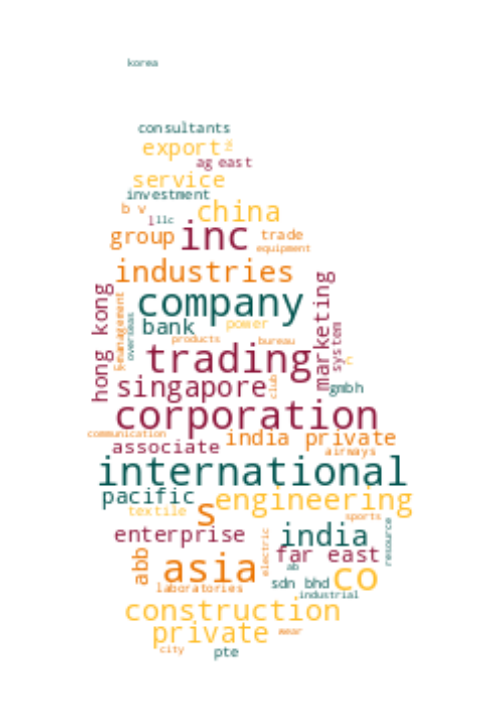 korea
consultants
export
ag east
service
investment
b v
l llc
china
group inc trade
equipment
industries
hong kong
management
overseas
company
marketing
bank power
system
products bureau
trading
c
singapore club gmbh
corporation
communication
india private
associate
airways
international
pacific
s engineering
textile
sports
enterprise
electric
india
resource
far east
abb asia
ab
sdn bhd co
laboratories
industrial
construction
private wear
city
pte